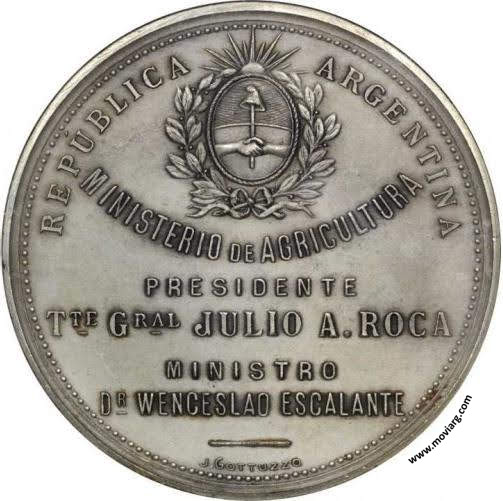 REPÚBLICA ARGENTINA
MINISTERIO DE AGRICULTURA
PRESIDENTE
TTE GRAL JULIO A. ROCA
MINISTRO
DR WENCESLAO ESCALANTE
J. GOTTUZZO
www.moviarg.com